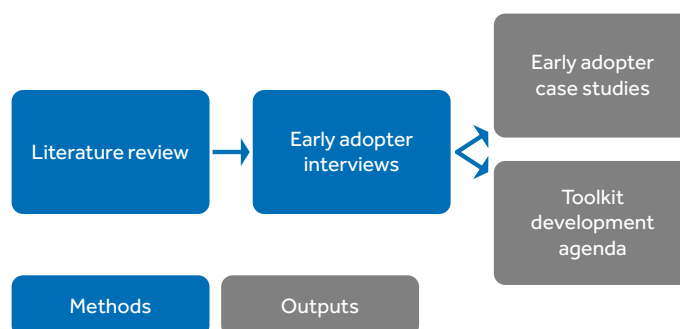 Literature review
Early adopter
interviews
Early adopter
case studies
Toolkit
development
agenda
Methods
Outputs